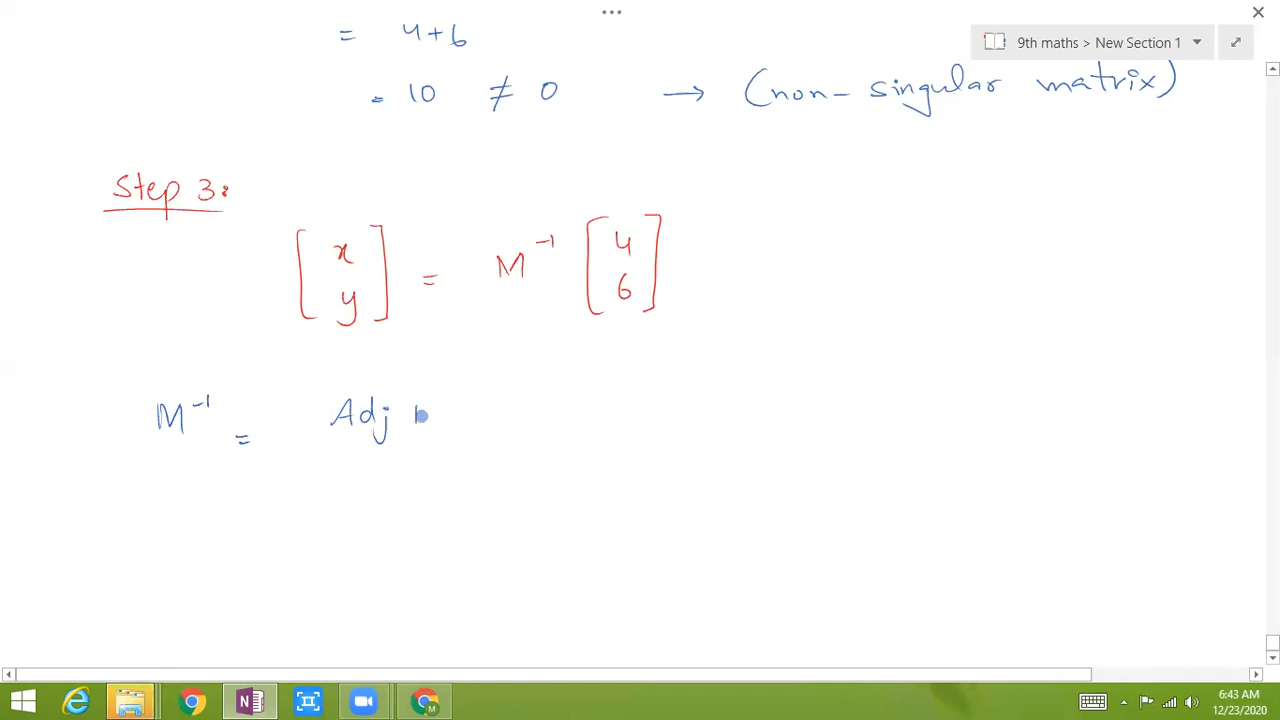 = 4+6
9th maths > New Section 1
= 10 ≠ 0 → (non-singular matrix)
Step 3:
[x y] = M⁻¹ [4 6]
M⁻¹ = Adj
6:43 AM
12/23/2020